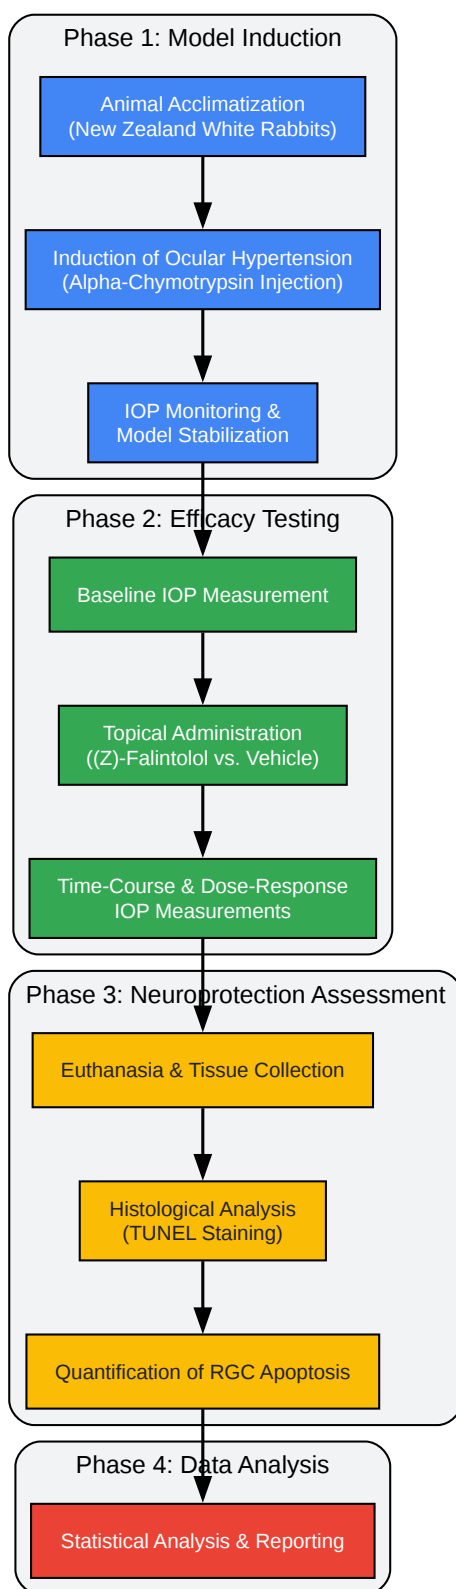 Phase 1: Model Induction
Animal Acclimatization
(New Zealand White Rabbits)
Induction of Ocular Hypertension
(Alpha-Chymotrypsin Injection)
IOP Monitoring &
Model Stabilization
Phase 2: Efficacy Testing
Baseline IOP Measurement
Topical Administration
((Z)-Falintolol vs. Vehicle)
Time-Course & Dose-Response
IOP Measurements
Phase 3: Neuroprotection Assessment
Euthanasia & Tissue Collection
Histological Analysis
(TUNEL Staining)
Quantification of RGC Apoptosis
Phase 4: Data Analysis
Statistical Analysis & Reporting